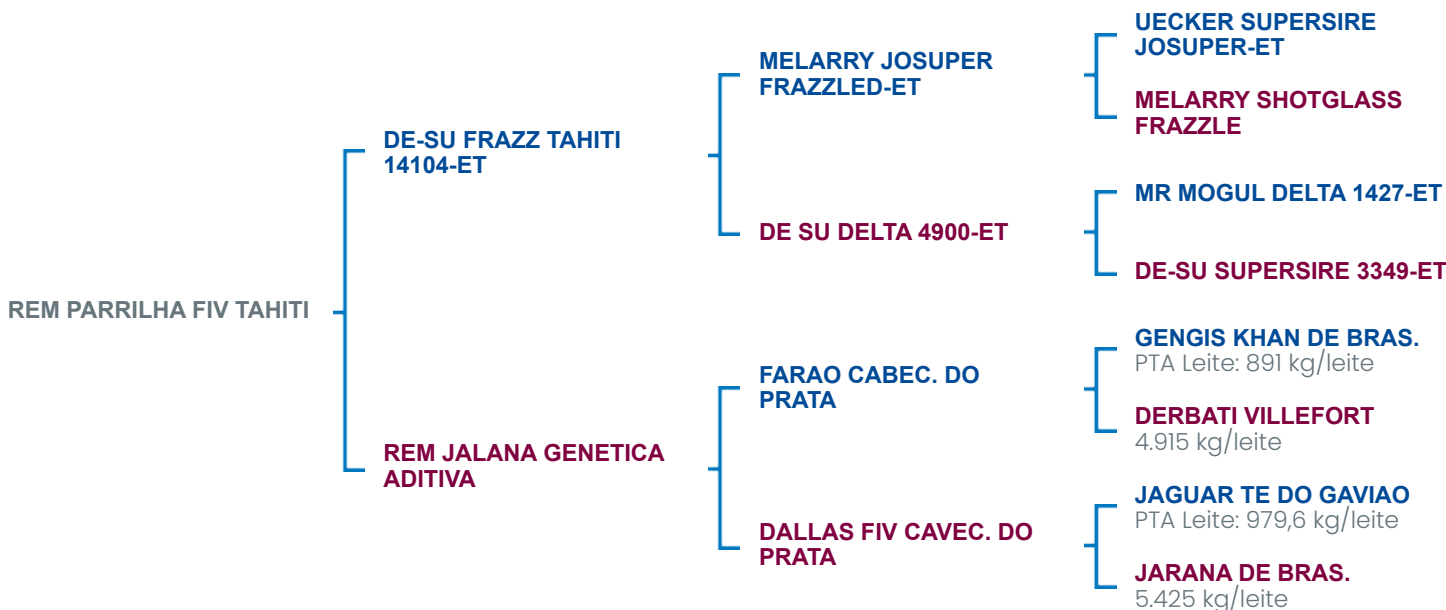 REM PARRILHA FIV TAHITI
DE-SU FRAZZ TAHITI
14104-ET
REM JALANA GENETICA
ADITIVA
MELARRY JOSUPER
FRAZZLED-ET
DE SU DELTA 4900-ET
FARAO CABEC. DO
PRATA
DALLAS FIV CAVEC. DO
PRATA
UECKER SUPERSIRE
JOSUPER-ET
MELARRY SHOTGLASS
FRAZZLE
MR MOGUL DELTA 1427-ET
DE-SU SUPERSIRE 3349-ET
GENGIS KHAN DE BRAS.
PTA Leite: 891 kg/leite
DERBATI VILLEFORT
4.915 kg/leite
JAGUAR TE DO GAVIAO
PTA Leite: 979,6 kg/leite
JARANA DE BRAS.
5.425 kg/leite